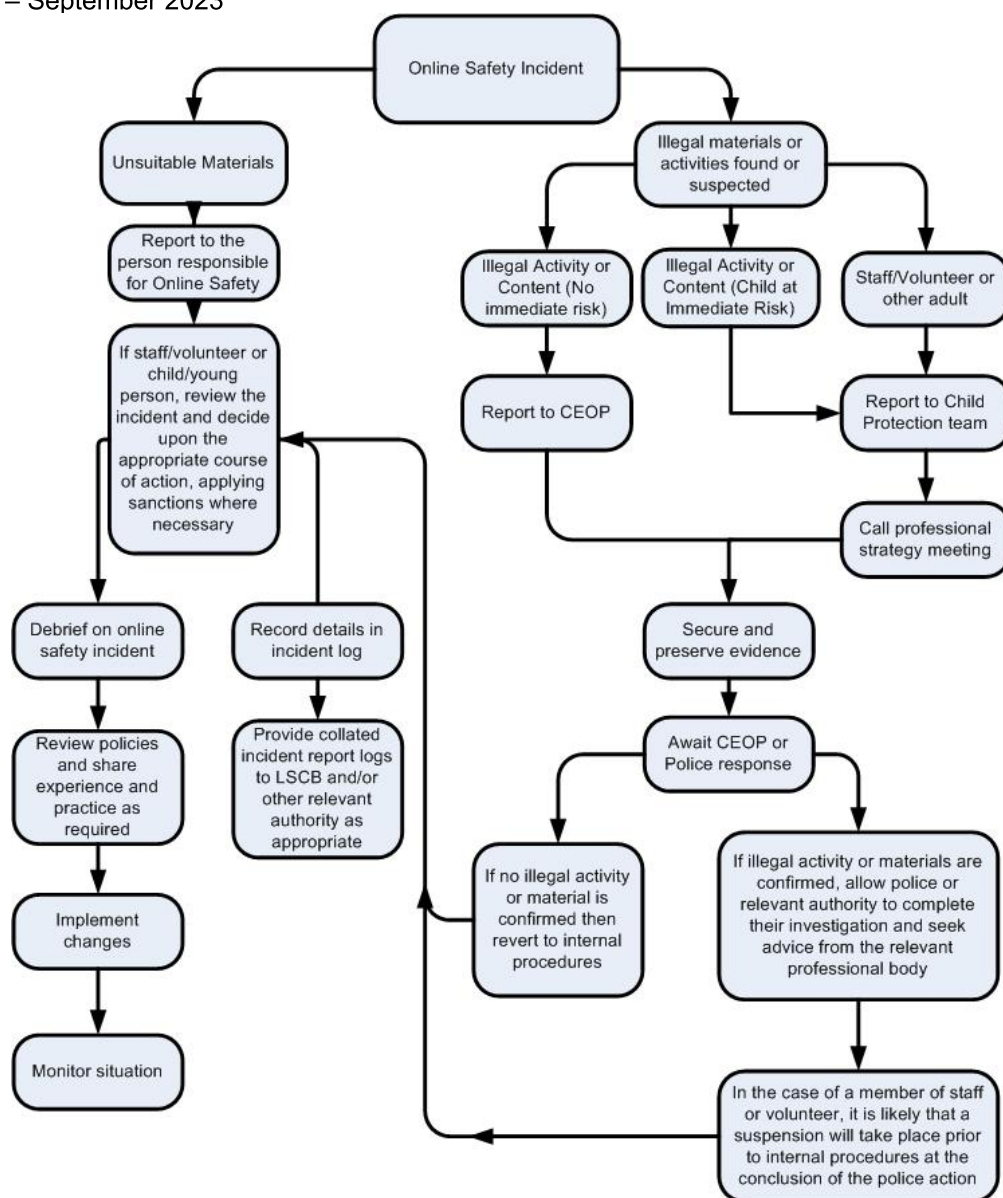 – September 2023
Online Safety Incident
Unsuitable Materials
Report to the
person responsible
for Online Safety
If staff/volunteer or
child/young
person, review the
incident and decide
upon the
appropriate course
of action, applying
sanctions where
necessary
Debrief on online
safety incident
Review policies
and share
experience and
practice as
required
Implement
changes
Monitor situation
Record details in
incident log
Provide collated
incident report logs
to LSCB and/or
other relevant
authority as
appropriate
Illegal materials or
activities found or
suspected
Illegal Activity or
Content (No
immediate risk)
Illegal Activity or
Content (Child at
Immediate Risk)
Staff/Volunteer or
other adult
Report to CEOP
Report to Child
Protection team
Call professional
strategy meeting
Secure and
preserve evidence
Await CEOP or
Police response
If no illegal activity
or material is
confirmed then
revert to internal
procedures
If illegal activity or materials are
confirmed, allow police or
relevant authority to complete
their investigation and seek
advice from the relevant
professional body
In the case of a member of staff
or volunteer, it is likely that a
suspension will take place prior
to internal procedures at the
conclusion of the police action